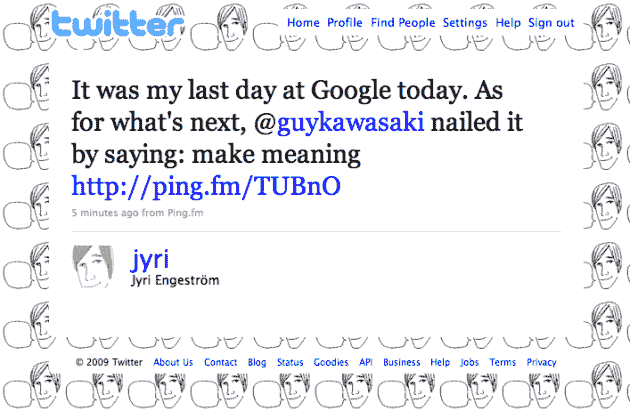 twitter
Home Profile Find People Settings Help Sign out
It was my last day at Google today. As
for what's next, @guykawasaki nailed it
by saying: make meaning
http://ping.fm/TUBnO
5 minutes ago from Ping.fm
jyri
Jyri Engeström
© 2009 Twitter About Us Contact Blog Status Goodies API Business Help Jobs Terms Privacy